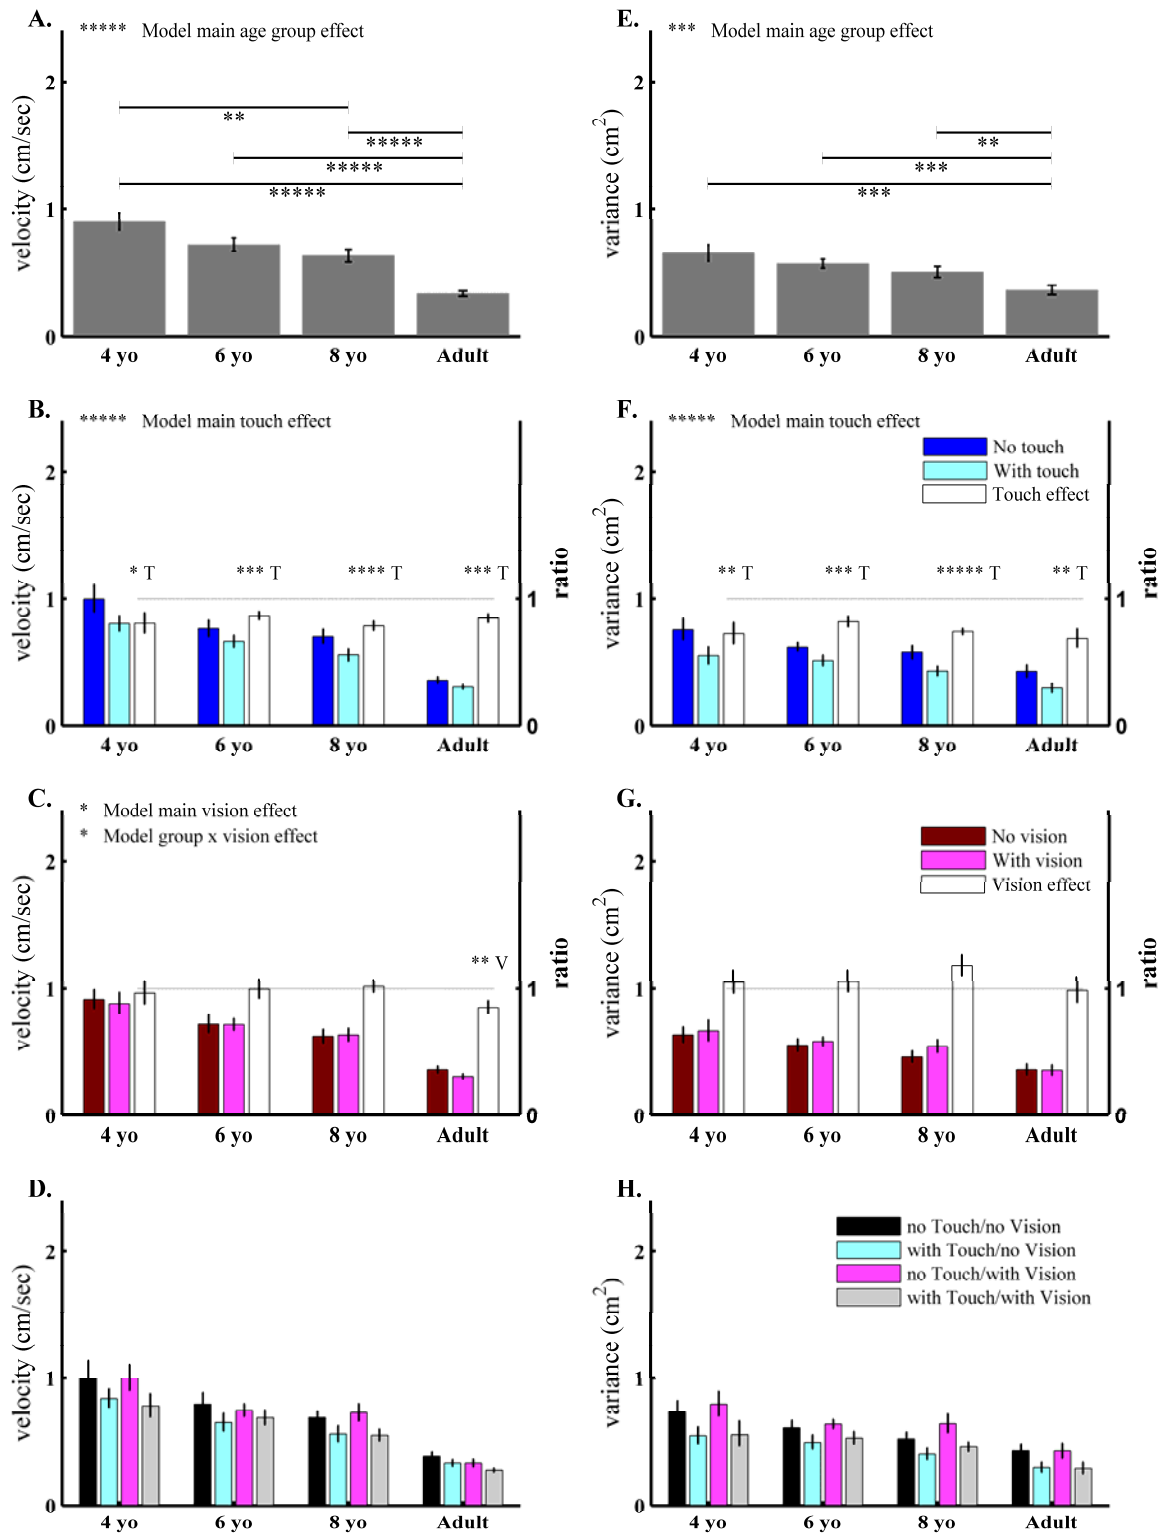 A.
***** Model main age group effect
velocity (cm/sec)
2
1
0
**
*****
*****
*****
4 yo 6 yo 8 yo Adult
E.
*** Model main age group effect
variance (cm2)
2
1
0
**
***
***
4 yo 6 yo 8 yo Adult
B.
***** Model main touch effect
velocity (cm/sec)
2
1
0
* T *** T **** T *** T
ratio
1
0
4 yo 6 yo 8 yo Adult
F.
***** Model main touch effect
No touch
With touch
Touch effect
variance (cm2)
2
1
0
** T *** T ***** T ** T
ratio
1
0
4 yo 6 yo 8 yo Adult
C.
* Model main vision effect
* Model group x vision effect
velocity (cm/sec)
2
1
0
** V
ratio
1
0
4 yo 6 yo 8 yo Adult
G.
No vision
With vision
Vision effect
variance (cm2)
2
1
0
ratio
1
0
4 yo 6 yo 8 yo Adult
D.
velocity (cm/sec)
2
1
0
4 yo 6 yo 8 yo Adult
H.
no Touch/no Vision
with Touch/no Vision
no Touch/with Vision
with Touch/with Vision
variance (cm2)
2
1
0
4 yo 6 yo 8 yo Adult